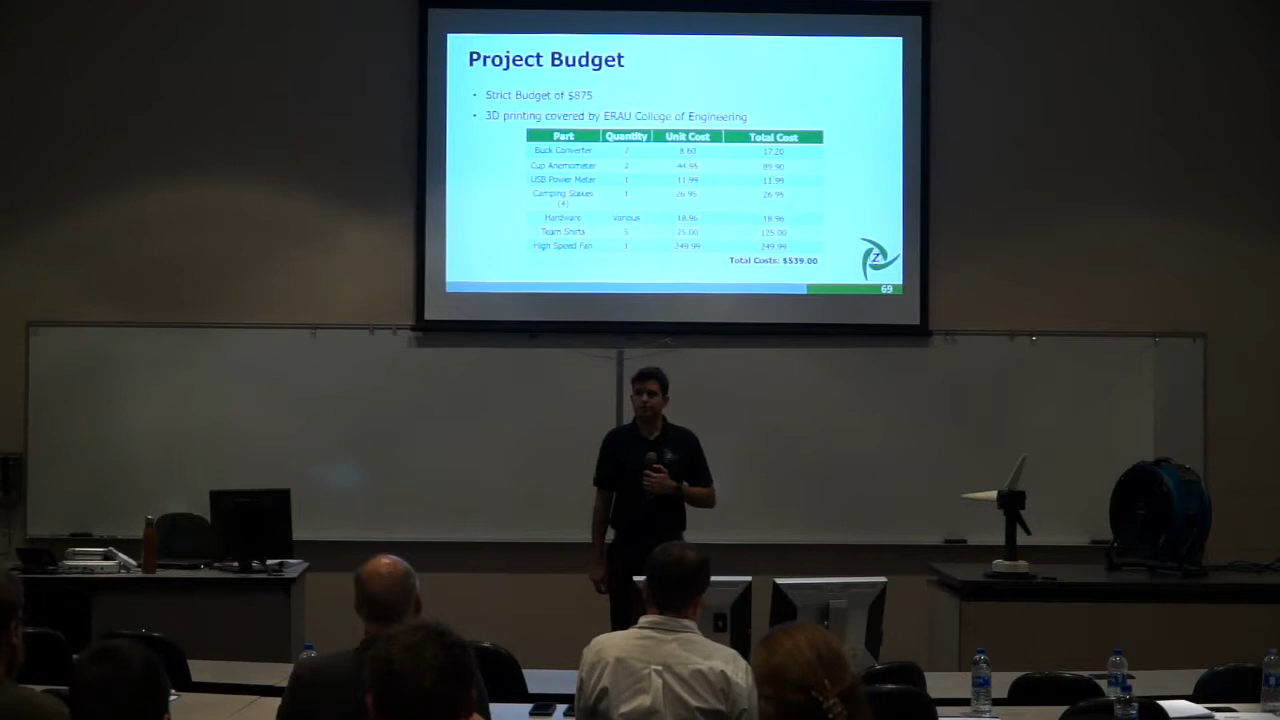 Project Budget
• Strict Budget of $875
• 3D printing covered by ERAU College of Engineering
Part Quantity Unit Cost Total Cost
Buck Converter 2 8.60 17.20
Cup Anemometer 2 44.95 89.90
USB Power Meter 1 11.99 11.99
Camping Stakes 1 26.95 26.95
(4)
Hardware Various 18.96 18.96
Team Shirts 5 25.00 125.00
High Speed Fan 1 249.99 249.99
Total Costs: $539.00
Z
69